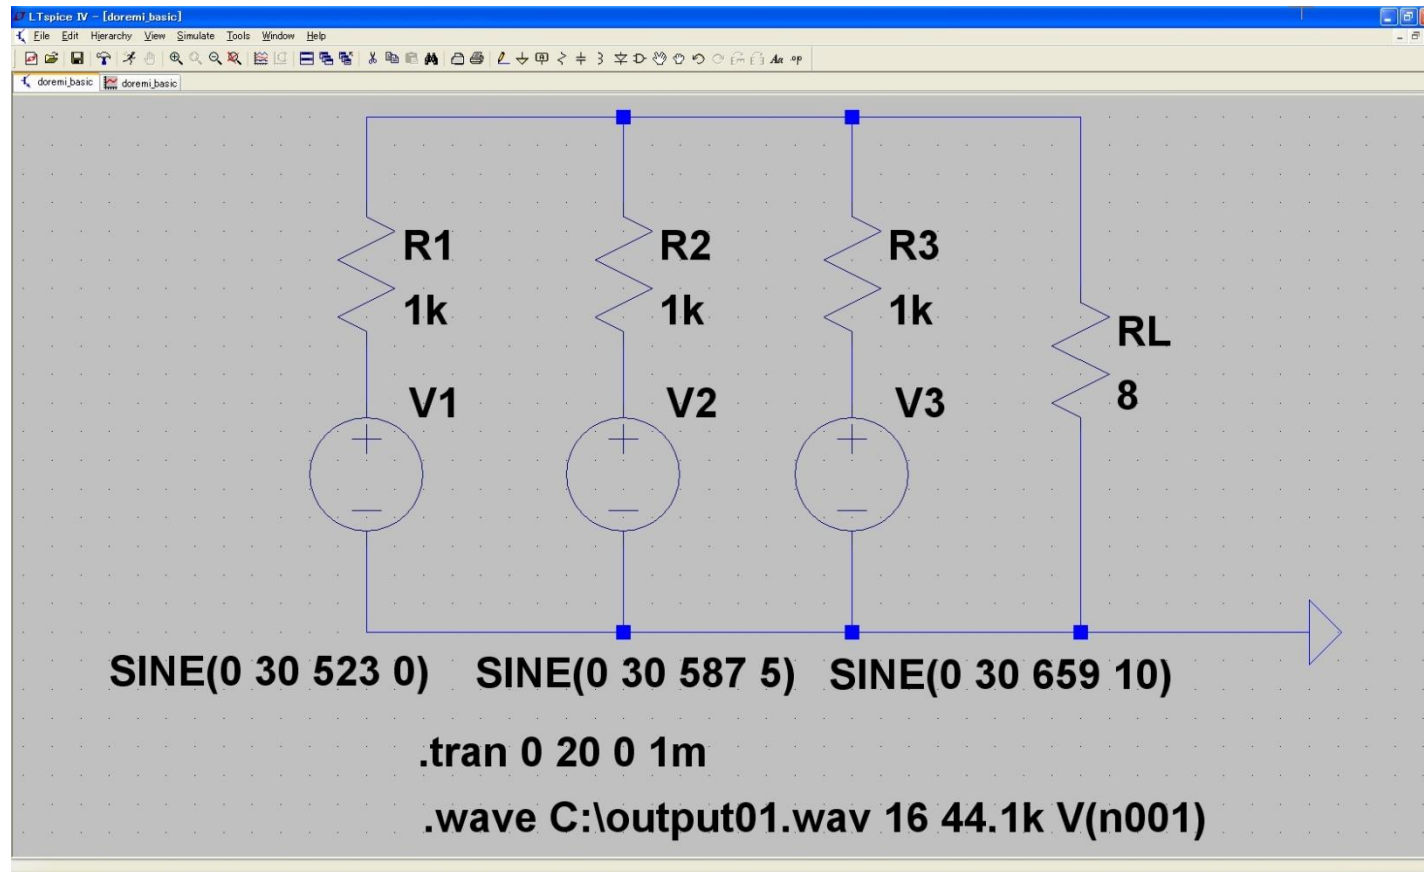 LTspice IV - [doremi_basic]
File Edit Hierarchy View Simulate Tools Window Help
Aa .op
doremi_basic doremi_basic
R1 R2 R3
1k 1k 1k
RL
8
V1 V2 V3
SINE(0 30 523 0) SINE(0 30 587 5) SINE(0 30 659 10)
.tran 0 20 0 1m
.wave C:\output01.wav 16 44.1k V(n001)